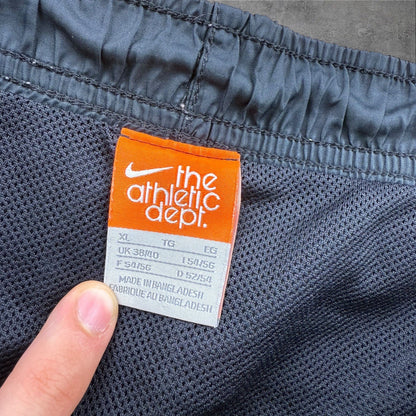 the
athletic
dept.
XL TG EG
UK 38/40 I 54/56
F 54/56 D 52/54
MADE IN BANGLADESH
FABRIQUE AU BANGLADESH